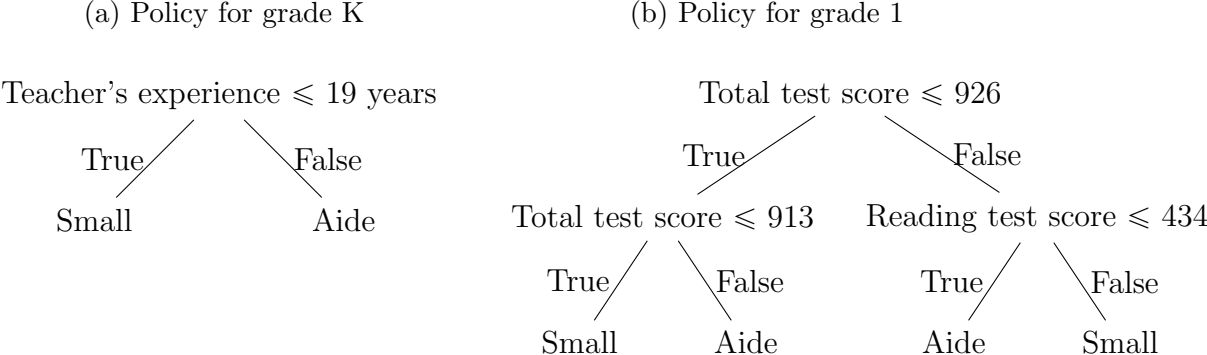 (a) Policy for grade K
(b) Policy for grade 1
Teacher's experience ⩽ 19 years
Total test score ⩽ 926
True
False
True
False
Small
Aide
Total test score ⩽ 913
Reading test score ⩽ 434
True
False
True
False
Small
Aide
Aide
Small